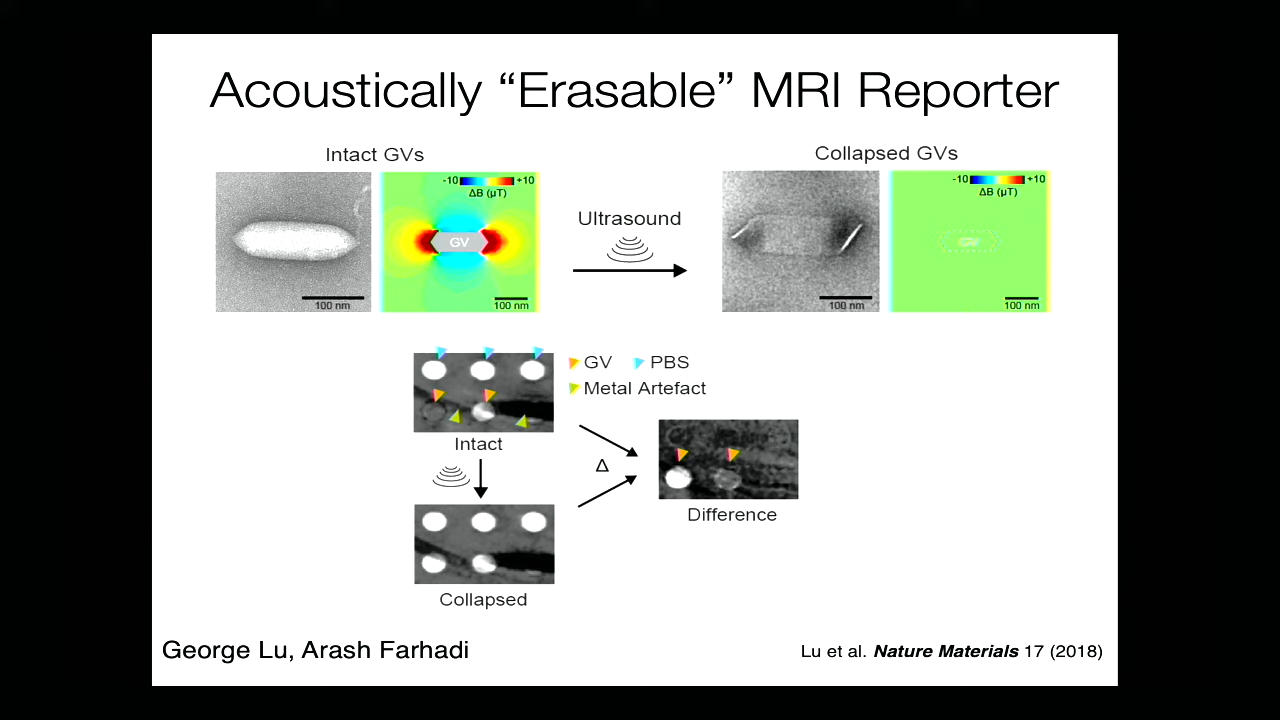 Acoustically “Erasable” MRI Reporter
Intact GVs
Collapsed GVs
-10 +10
ΔB (µT)
GV
100 nm
100 nm
Ultrasound
-10 +10
ΔB (µT)
GV
100 nm
100 nm
GV PBS
Metal Artefact
Intact
Δ
Difference
Collapsed
George Lu, Arash Farhadi
Lu et al. Nature Materials 17 (2018)